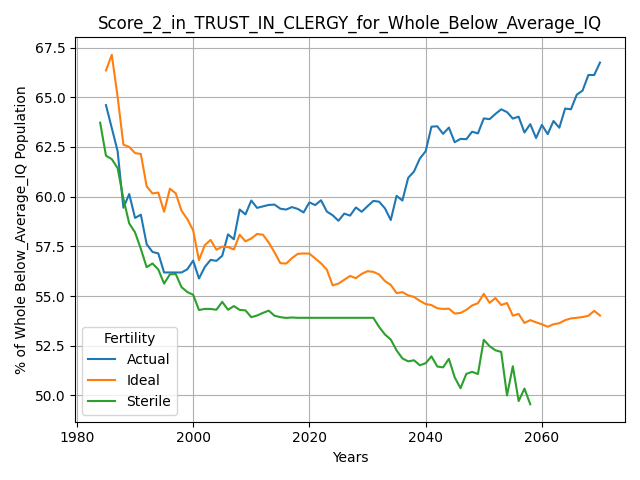 Score_2_in_TRUST_IN_CLERGY_for_Whole_Below_Average_IQ
% of Whole Below_Average_IQ Population
67.5
65.0
62.5
60.0
57.5
55.0
52.5
50.0
Fertility
Actual
Ideal
Sterile
1980
2000
2020
2040
2060
Years